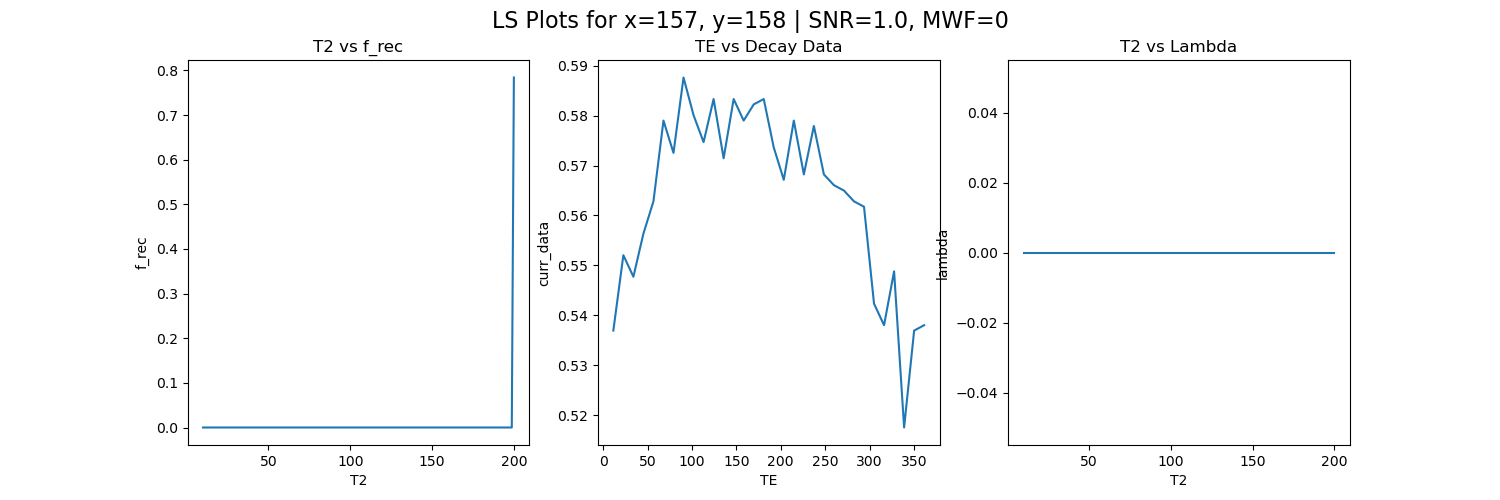 LS Plots for x=157, y=158 | SNR=1.0, MWF=0
T2 vs f_rec
0.8
0.7
0.6
0.5
0.4
0.3
0.2
0.1
0.0
f_rec
50 100 150 200
T2
TE vs Decay Data
0.59
0.58
0.57
0.56
0.55
0.54
0.53
0.52
curr_data
0 50 100 150 200 250 300 350
TE
T2 vs Lambda
0.04
0.02
0.00
−0.02
−0.04
lambda
50 100 150 200
T2